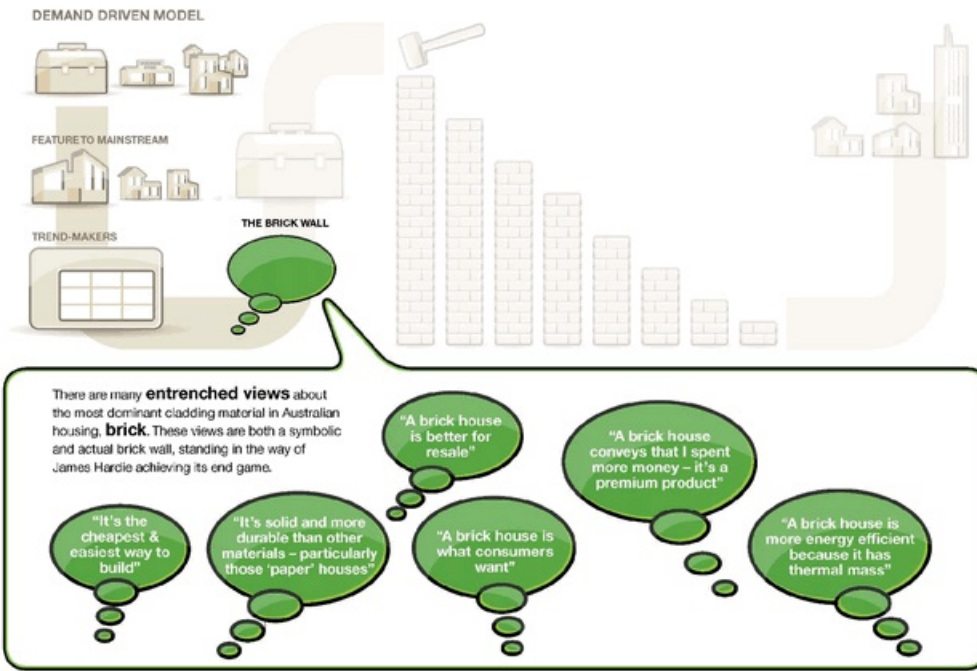 DEMAND DRIVEN MODEL
FEATURE TO MAINSTREAM
TREND-MAKERS
THE BRICK WALL
There are many entrenched views about
the most dominant cladding material in Australian
housing, brick. These views are both a symbolic
and actual brick wall, standing in the way of
James Hardie achieving its end game.
"A brick house
is better for
resale"
"A brick house
conveys that I spent
more money – it's a
premium product"
"It's the
cheapest &
easiest way to
build"
"It's solid and more
durable than other
materials – particularly
those 'paper' houses"
"A brick house is
what consumers
want"
"A brick house is
more energy efficient
because it has
thermal mass"